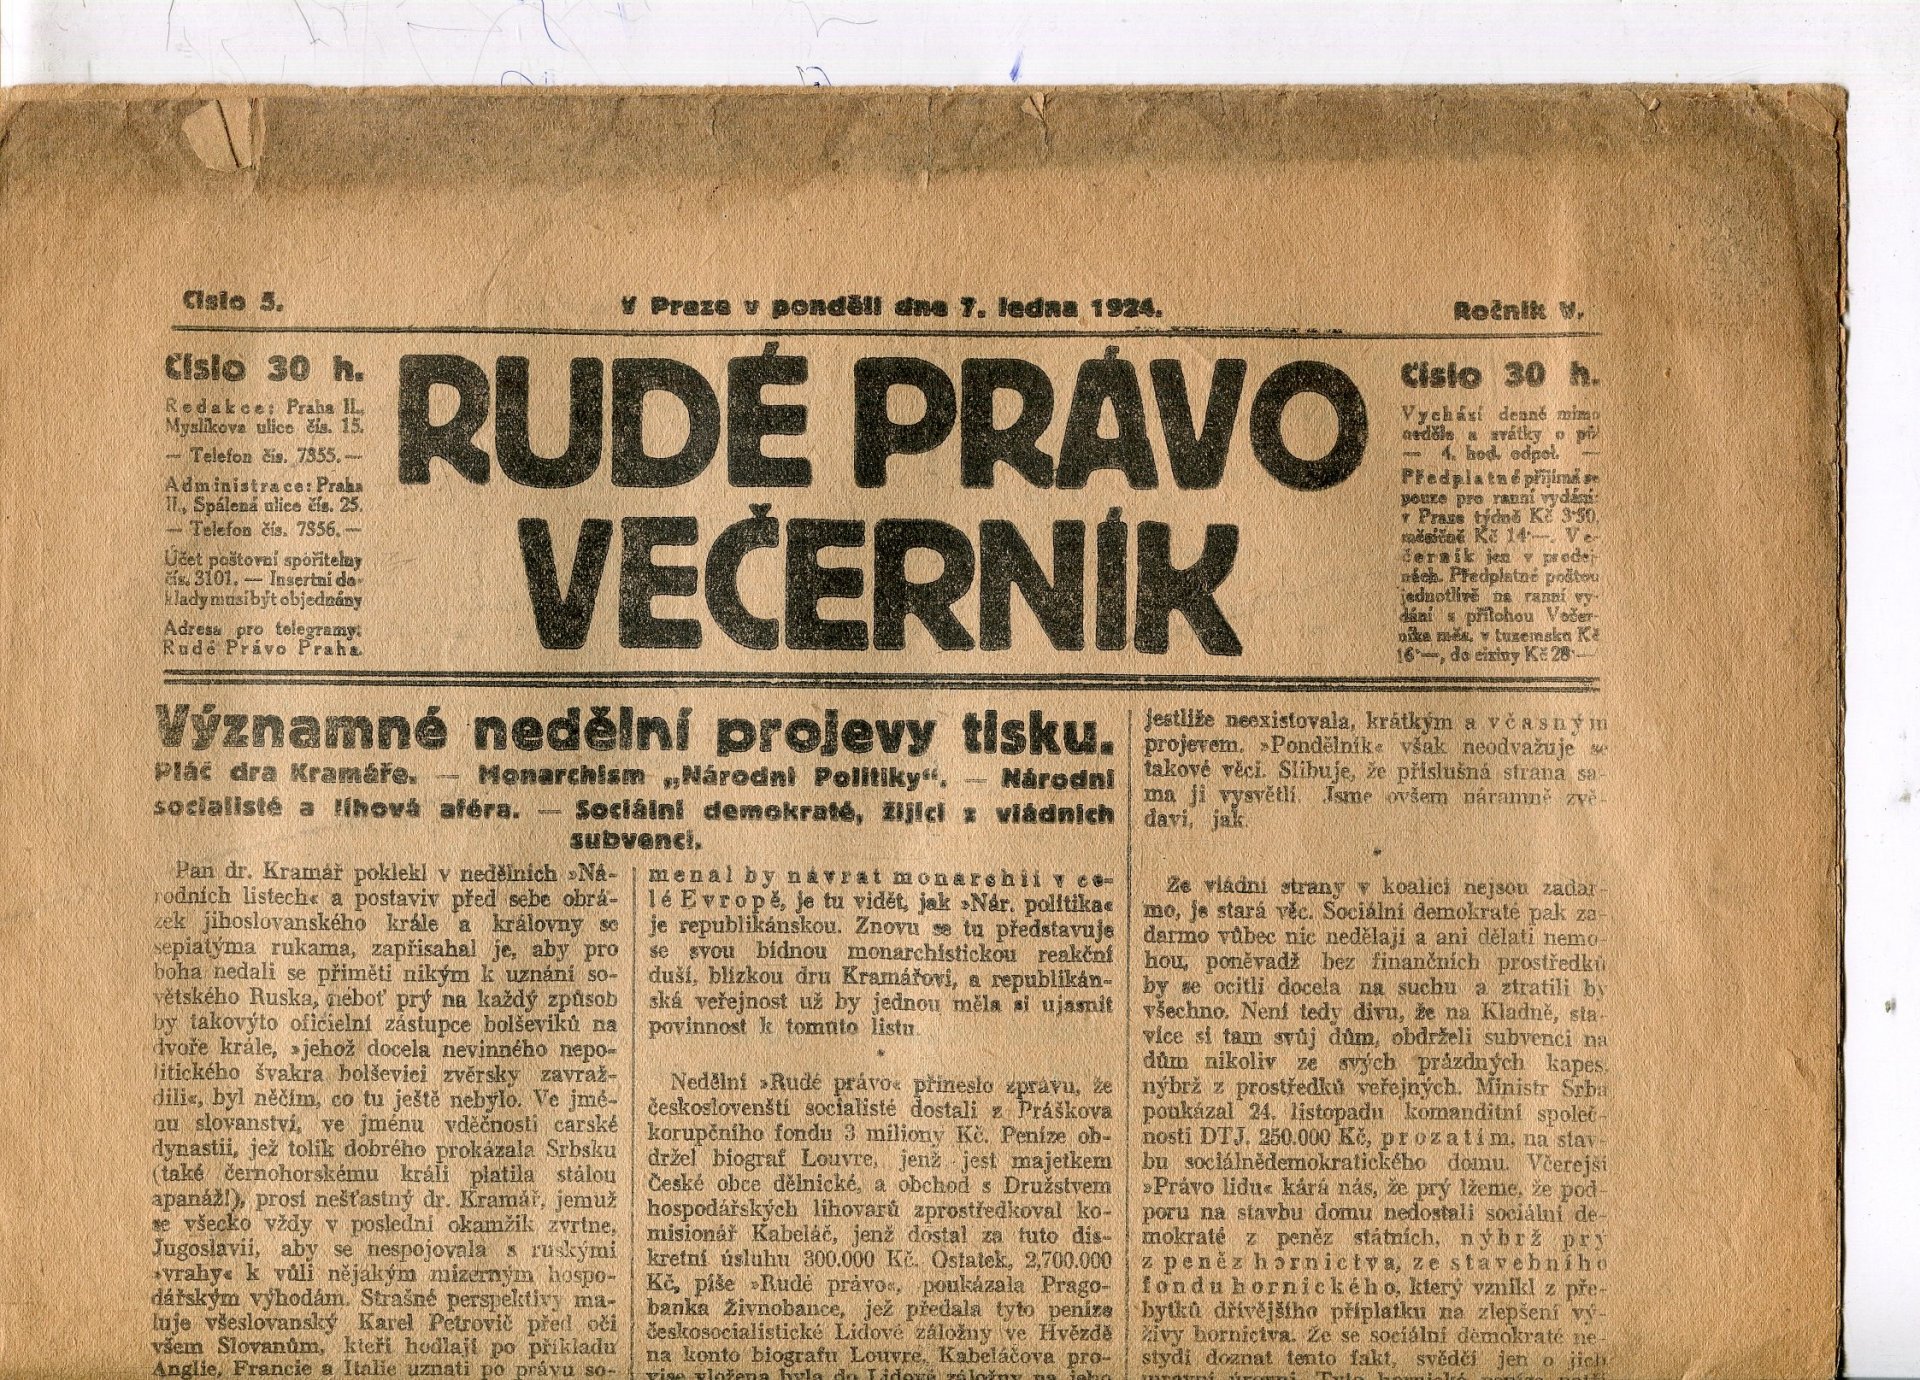 Číslo 5.
V Praze v pondělí dne 7. ledna 1924.
Ročník V.
Číslo 30 h.
Redakce: Praha II.,
Myslíkova ulice čís. 15.
— Telefon čís. 7355. —
Administrace: Praha
II., Spálená ulice čís. 25.
— Telefon čís. 7356. —
Účet poštovní spořitelny
čís. 3101. — Insertní do-
klady musí být objednány
Adresa pro telegramy:
Rudé Právo Praha.
RUDÉ PRÁVO
VEČERNÍK
Číslo 30 h.
Vychází denně mimo
neděle a svátky o půl
— 4. hod. odpol. —
Předplatné přijímá se
pouze pro ranní vydání:
v Praze týdně Kč 3·50,
měsíčně Kč 14·—. Ve-
černík jen v prodej-
nách. Předplatné poštou
jednotlivě na ranní vy-
dání s přílohou Večer-
níka měs. v tuzemsku Kč
16·—, do ciziny Kč 28·—
Významné nedělní projevy tisku.
Pláč dra Kramáře. — Monarchism „Národní Politiky“. — Národní
socialisté a lihová aféra. — Sociální demokraté, žijící z vládních
subvencí.
Pan dr. Kramář poklekl v nedělních »Ná-
rodních listech« a postaviv před sebe obrá-
zek jihoslovanského krále a královny se
sepiatýma rukama, zapřisahal je, aby pro
boha nedali se přiměti nikým k uznání so-
větského Ruska, neboť prý na každý způsob
by takovýto oficielní zástupce bolševiků na
dvoře krále, »jehož docela nevinného nepo-
litického švakra bolševici zvěrsky zavraž-
dili«, byl něčím, co tu ještě nebylo. Ve jmé-
nu slovanství, ve jménu vděčnosti carské
dynastii, jež tolik dobrého prokázala Srbsku
(také černohorskému králi platila stálou
apanáž!), prosí nešťastný dr. Kramář, jemuž
se všecko vždy v poslední okamžik zvrtne,
Jugoslavii, aby se nespojovala s ruskými
»vrahy« k vůli nějakým mizerným hospo-
dářským výhodám. Strašné perspektivy ma-
luje všeslovanský Karel Petrovič před oči
všem Slovanům, kteří hodlají po příkladu
Anglie, Francie a Italie uznati po právu so-
menal by návrat monarchií v ce-
lé Evropě, je tu vidět, jak »Nár. politika«
je republikánskou. Znovu se tu představuje
se svou bídnou monarchistickou reakční
duší, blízkou dru Kramářovi, a republikán-
ská veřejnost už by jednou měla si ujasnit
povinnost k tomuto listu.
Nedělní »Rudé právo« přineslo zprávu, že
českoslovenští socialisté dostali z Práškova
korupčního fondu 3 miliony Kč. Peníze ob-
držel biograf Louvre, jenž jest majetkem
České obce dělnické, a obchod s Družstvem
hospodářských lihovarů zprostředkoval ko-
misionář Kabeláč, jenž dostal za tuto dis-
kretní úsluhu 300.000 Kč. Ostatek, 2,700.000
Kč, píše »Rudé právo«, poukázala Prago-
banka Živnobance, jež předala tyto peníze
českosocialistické Lidové záložny ve Hvězdě
na konto biografu Louvre. Kabeláčova pro-
vise vložena byla do Lidové záložny na jeho
jestliže neexistovala, krátkým a včasným
projevem. »Pondělník« však neodvažuje se
takové věci. Slibuje, že příslušná strana sa-
ma ji vysvětlí. Jsme ovšem náramně zvě-
davi, jak.
Že vládní strany v koalici nejsou zadar-
mo, je stará věc. Sociální demokraté pak za-
darmo vůbec nic nedělají a ani dělati nemo-
hou, poněvadž bez finančních prostředků
by se ocitli docela na suchu a ztratili by
všechno. Není tedy divu, že na Kladně, sta-
více si tam svůj dům, obdrželi subvenci na
dům nikoliv ze svých prázdných kapes,
nýbrž z prostředků veřejných. Ministr Srba
poukázal 24. listopadu komanditní společ-
nosti DTJ. 250.000 Kč, prozatím, na stav-
bu sociálnědemokratického domu. Včerejší
»Právo lidu« kárá nás, že prý lžeme, že pod-
poru na stavbu domu nedostali sociální de-
mokraté z peněz státních, nýbrž prý
z peněz hornictva, ze stavebního
fondu hornického, který vznikl z pře-
bytků dřívějšího příplatku na zlepšení vý-
živy hornictva. Že se sociální demokraté ne-
stydí doznat tento fakt, svědčí jen o jich